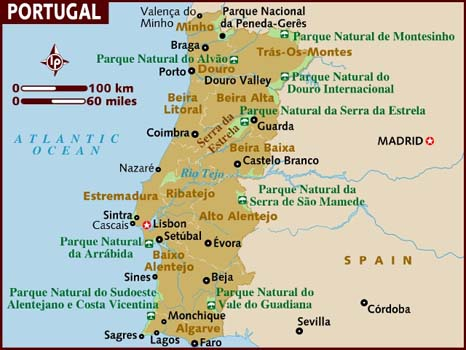 PORTUGAL
Valença do
Minho
Parque Nacional
da Peneda-Gerês
Minho
Parque Natural de Montesinho
Braga
Trás-Os-Montes
Parque Natural do Alvão
lp
Porto
Douro
Douro Valley
Parque Natural do
Douro Internacional
0 100 km
0 60 miles
Beira
Litoral
Beira Alta
Parque Natural da Serra da Estrela
Serra da
Estrela
Guarda
Coimbra
ATLANTIC
OCEAN
MADRID
Beira Baixa
Castelo Branco
Nazaré
Rio Tejo
Estremadura
Ribatejo
Parque Natural da
Serra de São Mamede
Alto Alentejo
Sintra
Cascais
Lisbon
Setúbal
Parque Natural
da Arrábida
Évora
Baixo
Alentejo
SPAIN
Sines
Beja
Parque Natural do Sudoeste
Alentejano e Costa Vicentina
Parque Natural do
Vale do Guadiana
Córdoba
Monchique
Algarve
Sevilla
Sagres
Lagos
Faro